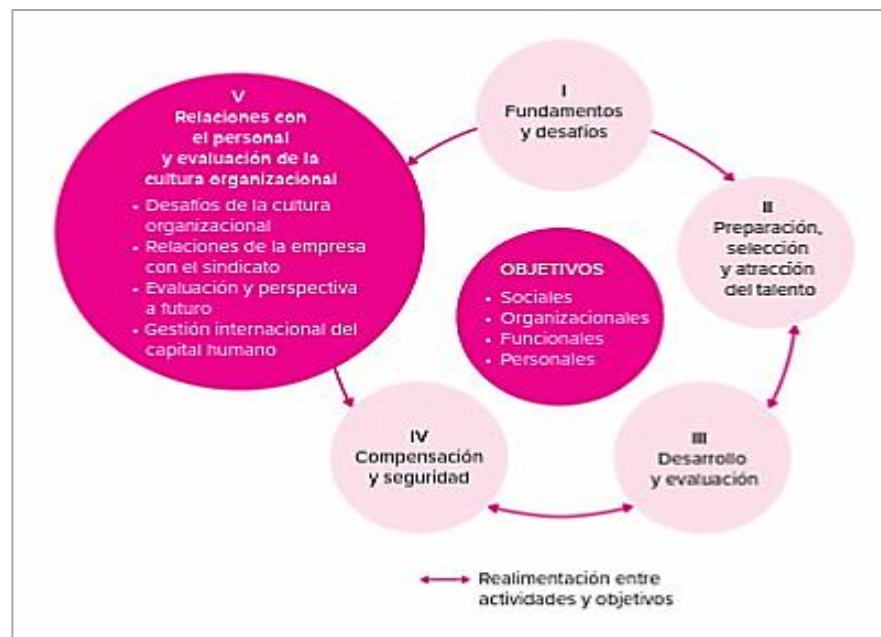 I
Fundamentos
y desafíos
II
Preparación,
selección
y atracción
del talento
III
Desarrollo
y evaluación
IV
Compensación
y seguridad
V
Relaciones con
el personal
y evaluación de la
cultura organizacional
• Desafíos de la cultura
organizacional
• Relaciones de la empresa
con el sindicato
• Evaluación y perspectiva
a futuro
• Gestión internacional del
capital humano
OBJETIVOS
• Sociales
• Organizacionales
• Funcionales
• Personales
Realimentación entre
actividades y objetivos